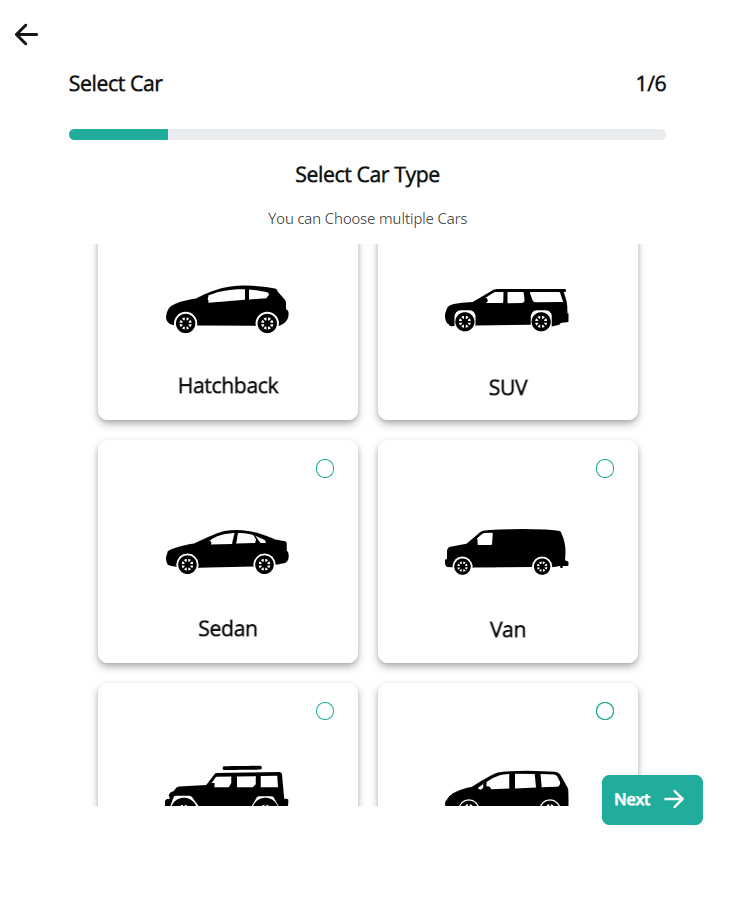 Select Car 1/6
Select Car Type
You can Choose multiple Cars
Hatchback SUV
Sedan Van
Next